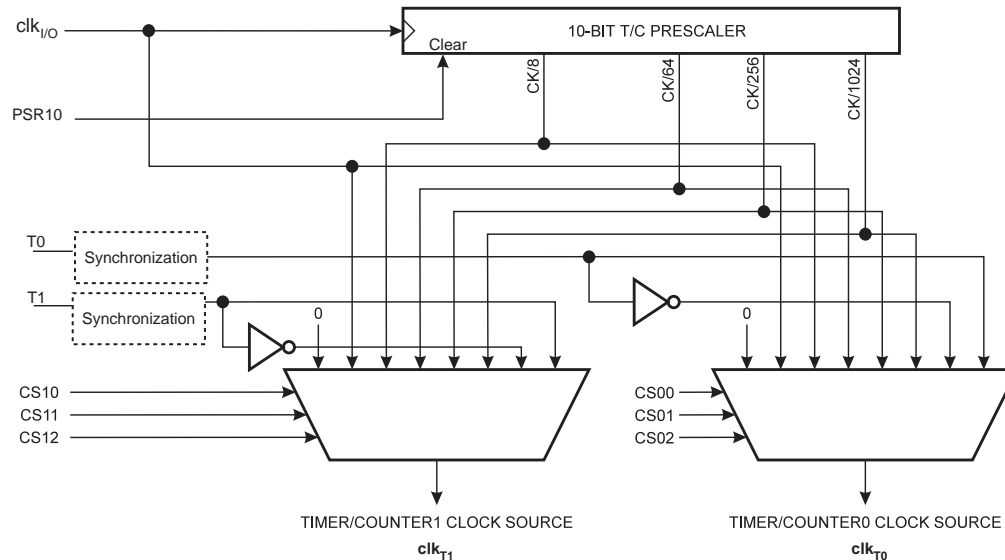 clkI/O
10-BIT T/C PRESCALER
Clear
CK/8
CK/64
CK/256
CK/1024
PSR10
T0
Synchronization
T1
Synchronization
0
0
CS10
CS11
CS12
CS00
CS01
CS02
TIMER/COUNTER1 CLOCK SOURCE
clkT1
TIMER/COUNTER0 CLOCK SOURCE
clkT0